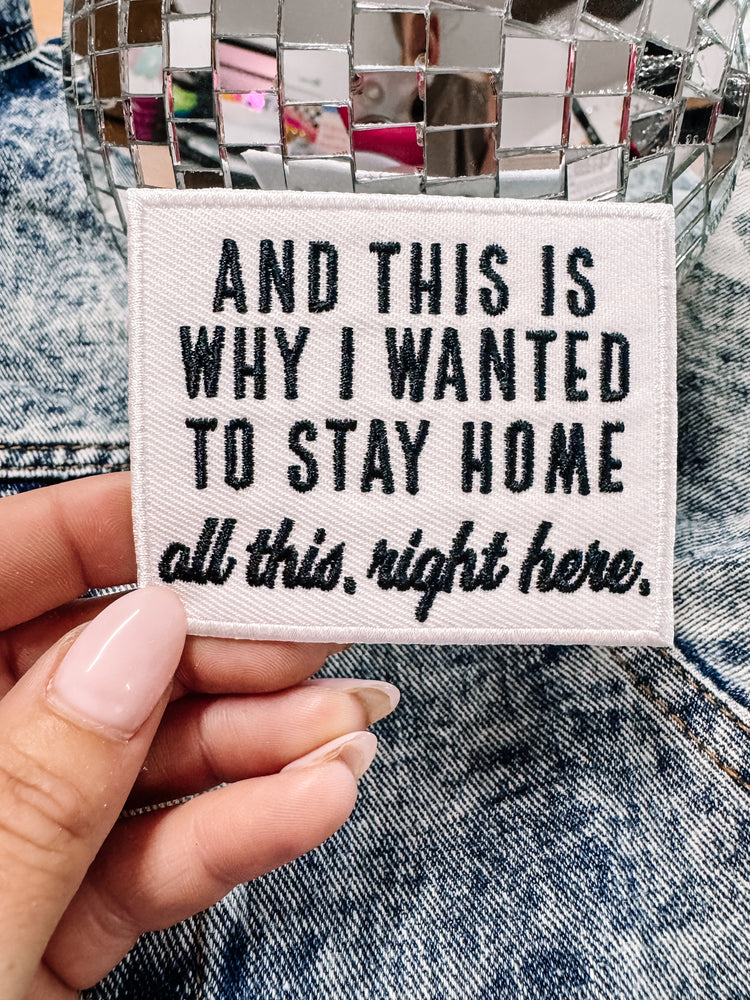 AND THIS IS
WHY I WANTED
TO STAY HOME
all this. right here.